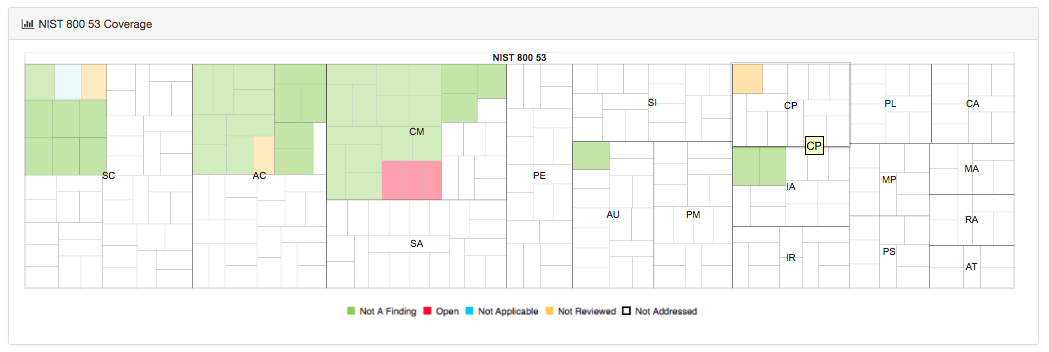 NIST 800 53 Coverage
NIST 800 53
SC
AC
CM
SA
PE
SI
AU
PM
CP
CP
IA
IR
PL
MP
PS
CA
MA
RA
AT
Not A Finding Open Not Applicable Not Reviewed Not Addressed